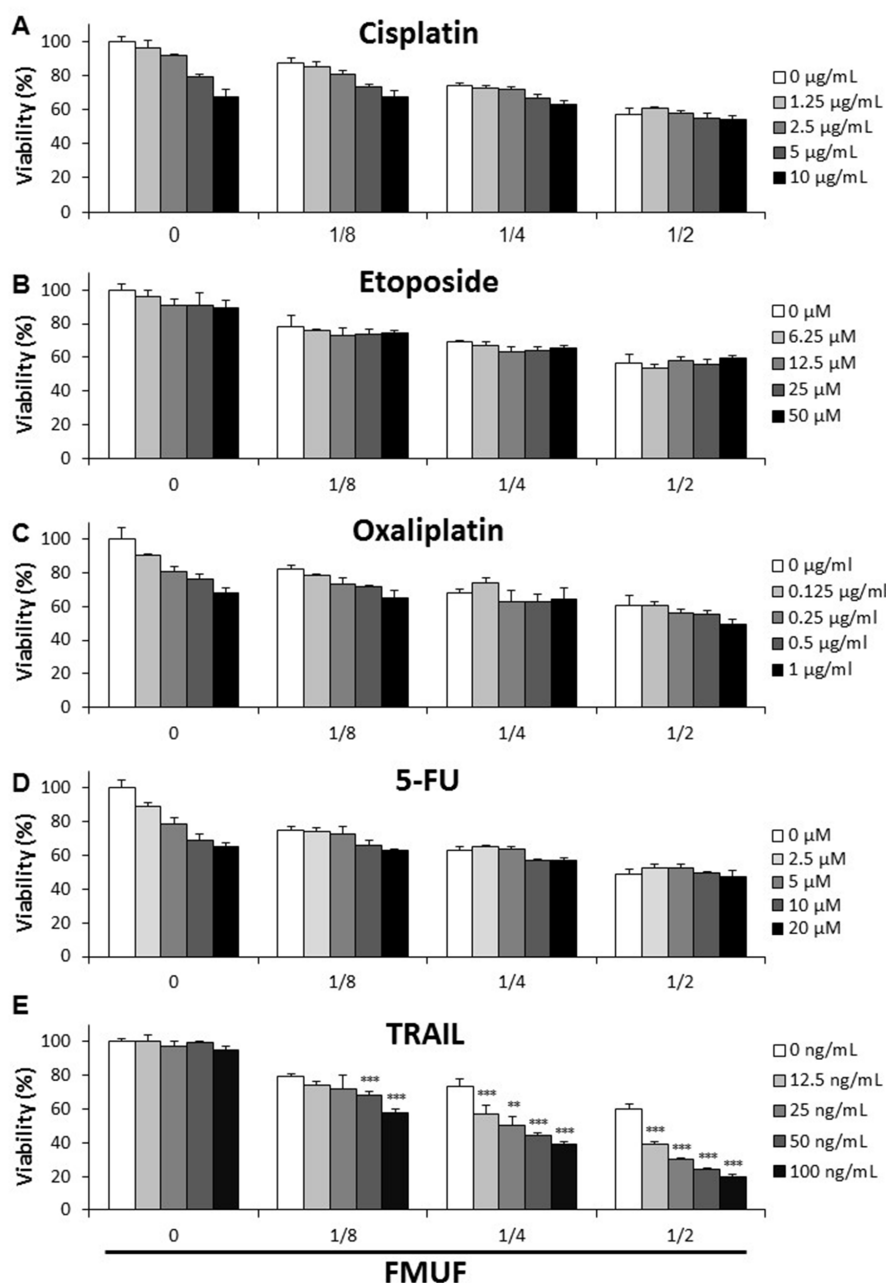 A
Cisplatin
Viability (%)
100
80
60
40
20
0
0 1/8 1/4 1/2
0 µg/mL
1.25 µg/mL
2.5 µg/mL
5 µg/mL
10 µg/mL
B
Etoposide
Viability (%)
100
80
60
40
20
0
0 1/8 1/4 1/2
0 µM
6.25 µM
12.5 µM
25 µM
50 µM
C
Oxaliplatin
Viability (%)
100
80
60
40
20
0
0 1/8 1/4 1/2
0 µg/ml
0.125 µg/ml
0.25 µg/ml
0.5 µg/ml
1 µg/ml
D
5-FU
Viability (%)
100
80
60
40
20
0
0 1/8 1/4 1/2
0 µM
2.5 µM
5 µM
10 µM
20 µM
E
TRAIL
Viability (%)
100
80
60
40
20
0
*** ***
*** ** *** ***
*** *** *** ***
0 1/8 1/4 1/2
0 ng/mL
12.5 ng/mL
25 ng/mL
50 ng/mL
100 ng/mL
FMUF